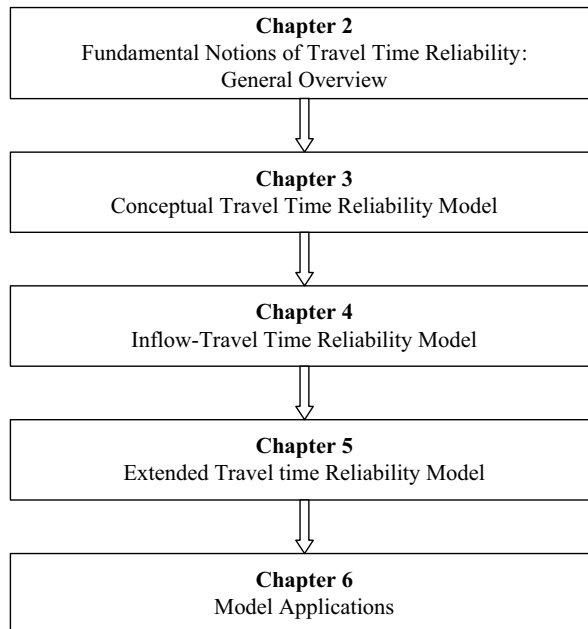 Chapter 2
Fundamental Notions of Travel Time Reliability:
General Overview
Chapter 3
Conceptual Travel Time Reliability Model
Chapter 4
Inflow-Travel Time Reliability Model
Chapter 5
Extended Travel time Reliability Model
Chapter 6
Model Applications